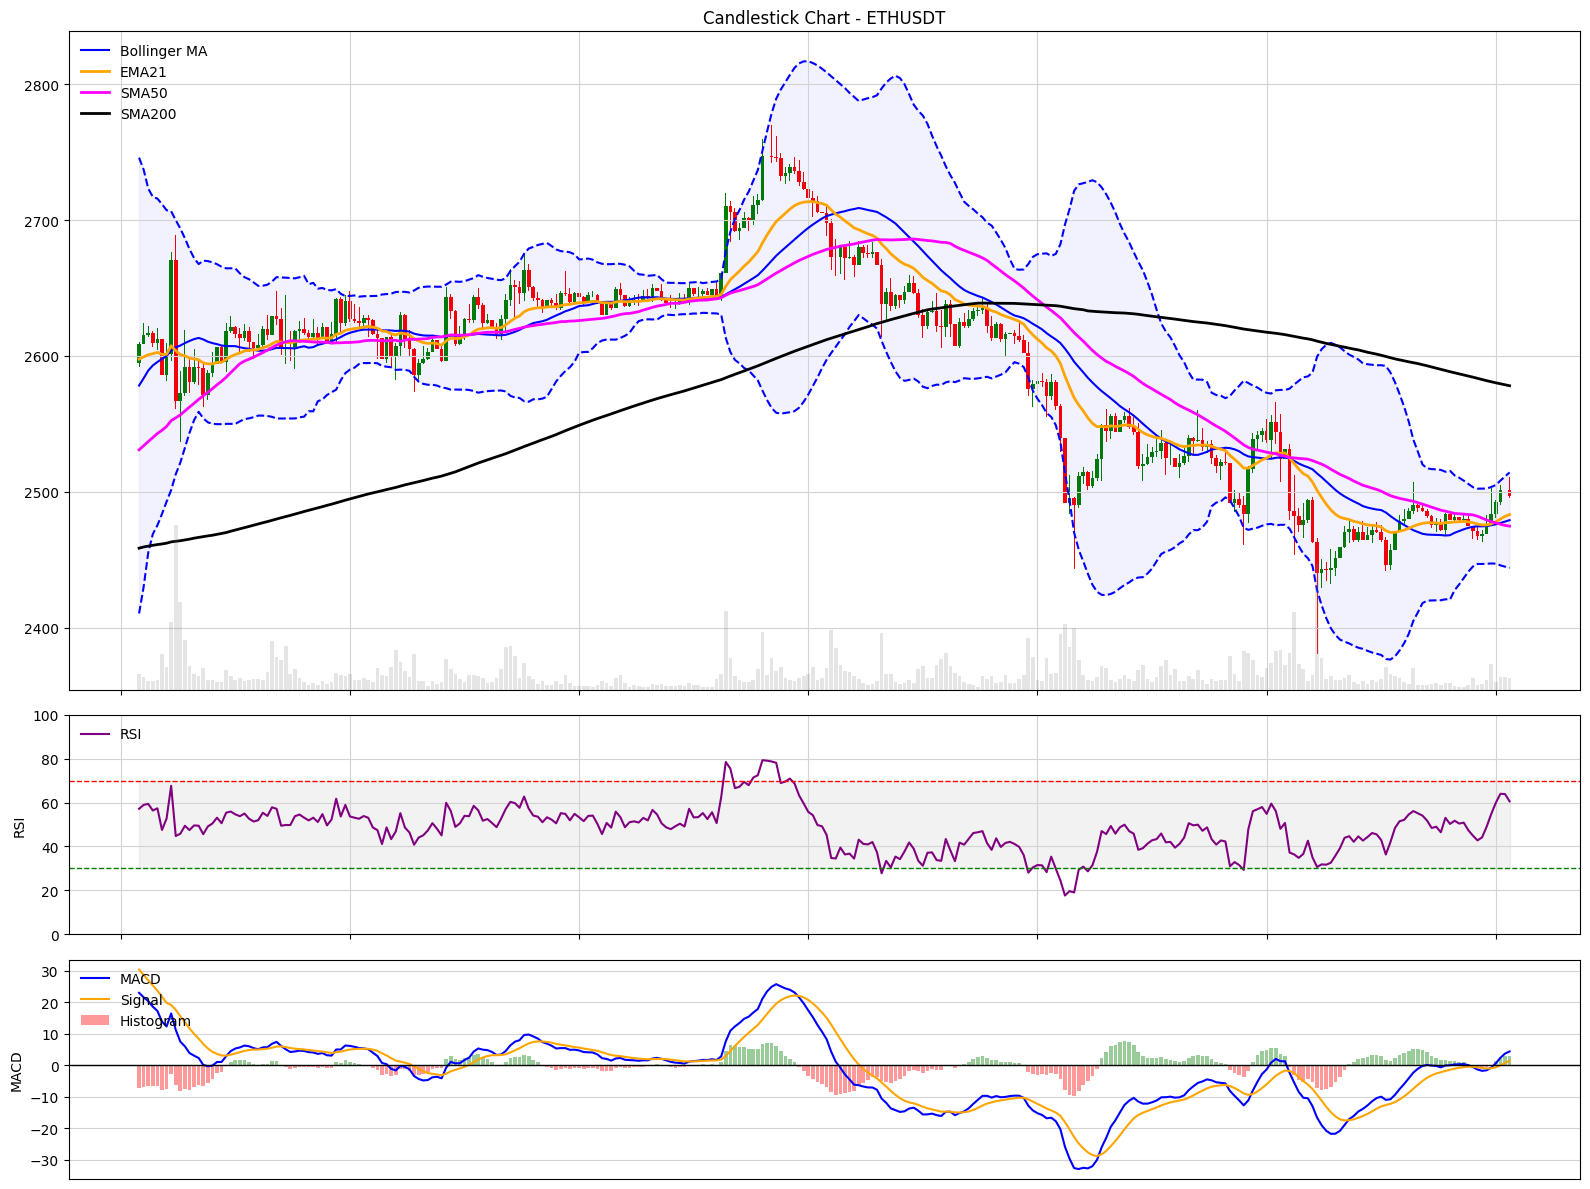 Candlestick Chart - ETHUSDT
Bollinger MA
EMA21
SMA50
SMA200
2800
2700
2600
2500
2400
RSI
100
80
60
40
20
0
RSI
MACD
Signal
Histogram
30
20
10
0
−10
−20
−30
MACD